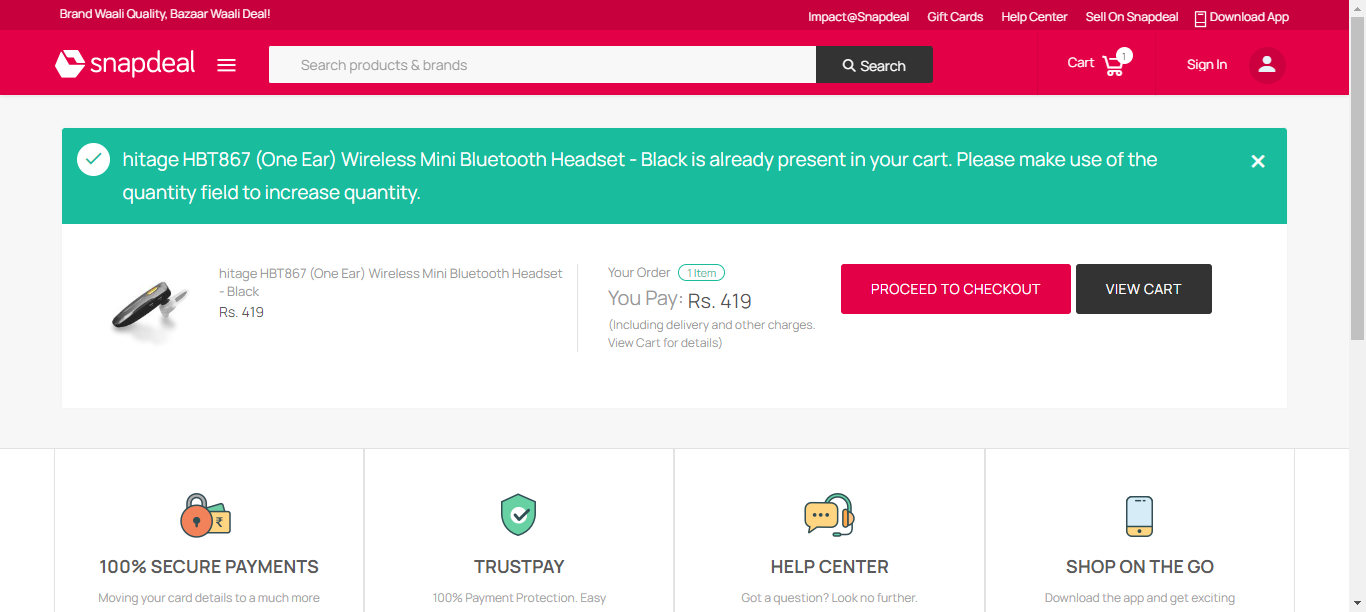 Brand Waali Quality, Bazaar Waali Deal!
Impact@Snapdeal Gift Cards Help Center Sell On Snapdeal Download App
snapdeal
Search products & brands
Search
Cart 1
Sign In
hitage HBT867 (One Ear) Wireless Mini Bluetooth Headset - Black is already present in your cart. Please make use of the
quantity field to increase quantity.
hitage HBT867 (One Ear) Wireless Mini Bluetooth Headset
- Black
Rs. 419
Your Order 1 Item
You Pay: Rs. 419
(Including delivery and other charges.
View Cart for details)
PROCEED TO CHECKOUT
VIEW CART
₹
100% SECURE PAYMENTS
Moving your card details to a much more
TRUSTPAY
100% Payment Protection. Easy
HELP CENTER
Got a question? Look no further.
SHOP ON THE GO
Download the app and get exciting